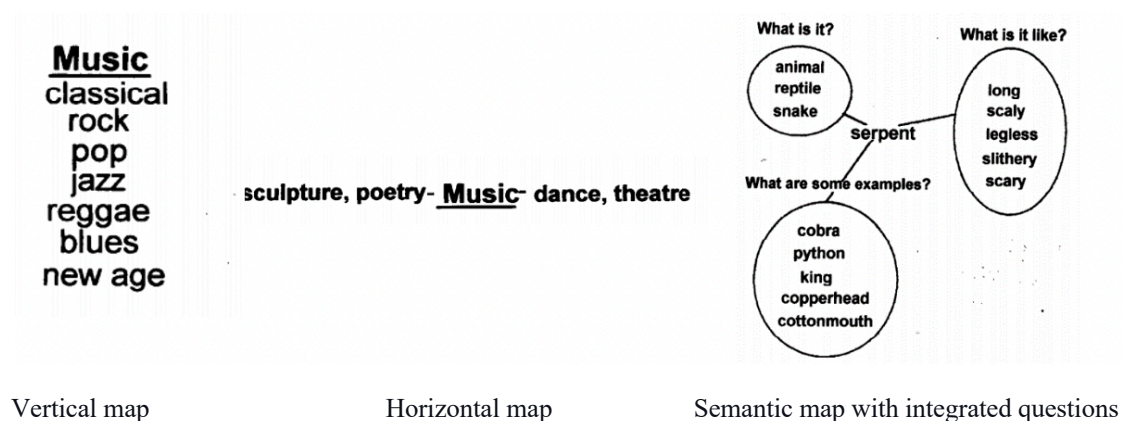 Music
classical
rock
pop
jazz
reggae
blues
new age
sculpture, poetry- Music- dance, theatre
What is it?
animal
reptile
snake
What is it like?
long
scaly
legless
slithery
scary
serpent
What are some examples?
cobra
python
king
copperhead
cottonmouth
Vertical map
Horizontal map
Semantic map with integrated questions